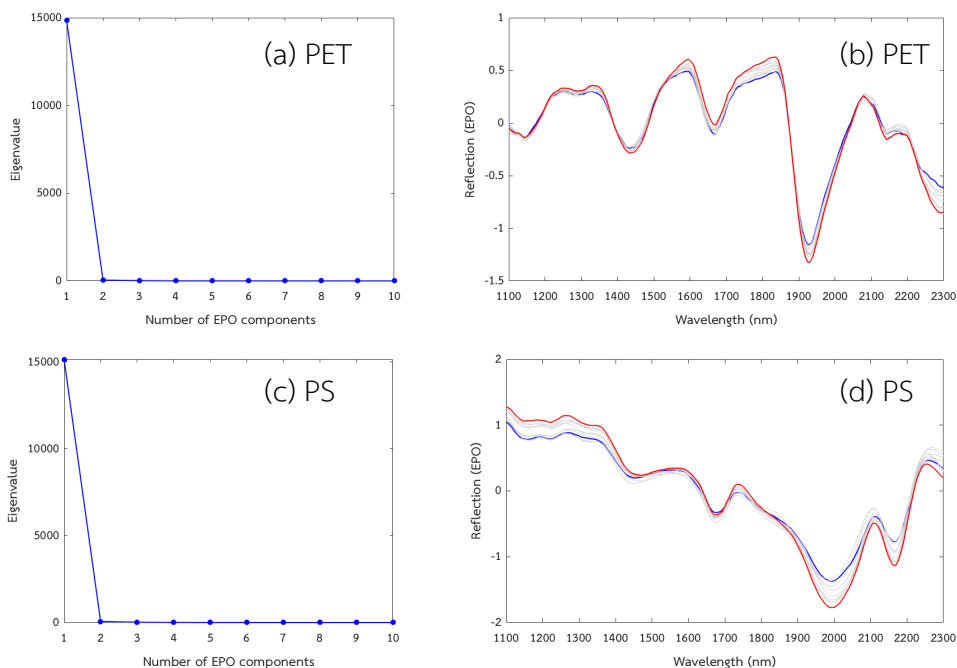 (a) PET
15000
10000
5000
0
1 2 3 4 5 6 7 8 9 10
Eigenvalue
Number of EPO components
(b) PET
1
0.5
0
-0.5
-1
-1.5
1100 1200 1300 1400 1500 1600 1700 1800 1900 2000 2100 2200 2300
Reflection (EPO)
Wavelength (nm)
(c) PS
15000
10000
5000
0
1 2 3 4 5 6 7 8 9 10
Eigenvalue
Number of EPO components
(d) PS
2
1
0
-1
-2
1100 1200 1300 1400 1500 1600 1700 1800 1900 2000 2100 2200 2300
Reflection (EPO)
Wavelength (nm)